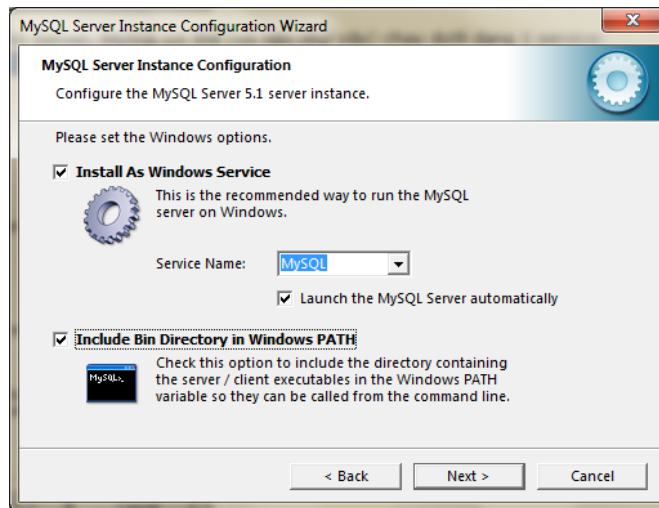 MySQL Server Instance Configuration Wizard
MySQL Server Instance Configuration
Configure the MySQL Server 5.1 server instance.
Please set the Windows options.
Install As Windows Service
This is the recommended way to run the MySQL
server on Windows.
Service Name: MySQL
Launch the MySQL Server automatically
Include Bin Directory in Windows PATH
MySQL>_
Check this option to include the directory containing
the server / client executables in the Windows PATH
variable so they can be called from the command line.
< Back Next > Cancel